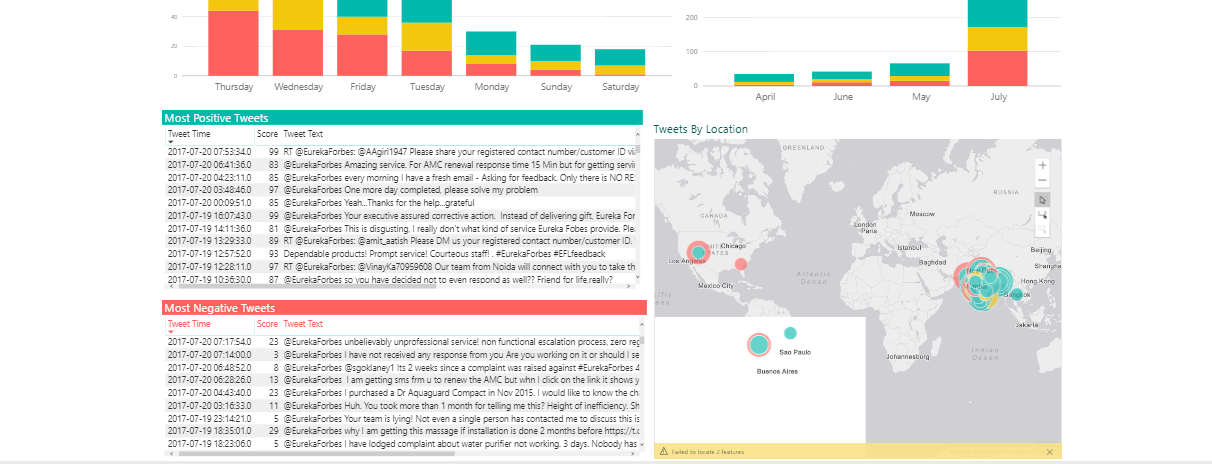 40
20
0
Thursday Wednesday Friday Tuesday Monday Sunday Saturday
200
100
0
April June May July
Most Positive Tweets
Tweet Time Score Tweet Text
2017-07-20 07:53:34.0 99 RT @EurekaForbes: @AAgiri1947 Please share your registered contact number/customer ID vi
2017-07-20 06:41:36.0 83 @EurekaForbes Amazing service. For AMC renewal response time 15 Min but for getting servi
2017-07-20 04:23:11.0 85 @EurekaForbes every morning I have a fresh email - Asking for feedback. Only there is NO RE
2017-07-20 03:48:46.0 97 @EurekaForbes One more day completed, please solve my problem
2017-07-20 00:09:51.0 85 @EurekaForbes Yeah...Thanks for the help...grateful
2017-07-19 16:07:43.0 99 @EurekaForbes Your executive assured corrective action. Instead of delivering gift, Eureka For
2017-07-19 14:11:36.0 81 @EurekaForbes This is disgusting, I really don't what kind of service Eureka Fobes provide. Ple
2017-07-19 13:29:33.0 89 RT @EurekaForbes: @amit_aatish Please DM us your registered contact number/customer ID.
2017-07-19 12:57:52.0 93 Dependable products! Prompt service! Courteous staff! . #EurekaForbes #EFLfeedback
2017-07-19 12:28:11.0 97 RT @EurekaForbes: @VinayKa70959608 Our team from Noida will connect with you to take th
2017-07-19 10:36:30.0 87 @EurekaForbes so you have decided not to even respond as well?? Friend for life.really?
Most Negative Tweets
Tweet Time Score Tweet Text
2017-07-20 07:17:54.0 23 @EurekaForbes unbelievably unprofessional service! non functional escalation process, zero reg
2017-07-20 07:14:00.0 3 @EurekaForbes I have not received any response from you Are you working on it or should I se
2017-07-20 06:48:52.0 8 @EurekaForbes @sgoklaney1 Its 2 weeks since a complaint was raised against #EurekaForbes 4
2017-07-20 06:28:26.0 13 @EurekaForbes I am getting sms frm u to renew the AMC but whn I click on the link it shows y
2017-07-20 04:43:40.0 23 @EurekaForbes I purchased a Dr Aquaguard Compact in Nov 2015. I would like to know the ch
2017-07-20 03:16:33.0 11 @EurekaForbes Huh. You took more than 1 month for telling me this? Height of inefficiency. Sh
2017-07-19 23:14:21.0 5 @EurekaForbes Your team is lying! Not even a single person has contacted me to discuss this is
2017-07-19 18:35:01.0 29 @EurekaForbes why I am getting this massage if installation is done 2 months before https://t.c
2017-07-19 18:23:06.0 5 @EurekaForbes I have lodged complaint about water purifier not working. 3 days. Nobody has
Tweets By Location
GREENLAND
RUSSIA
CANADA
Moscow
London
Paris
Chicago
Istanbul
Beijing
Los Angeles
Baghdad
Shangha
Atlantic
Ocean
Mexico City
Hong Kong
Bangkok
Jakarta
Sao Paulo
Indian
Ocean
Johannesburg
Buenos Aires
Failed to locate 2 features